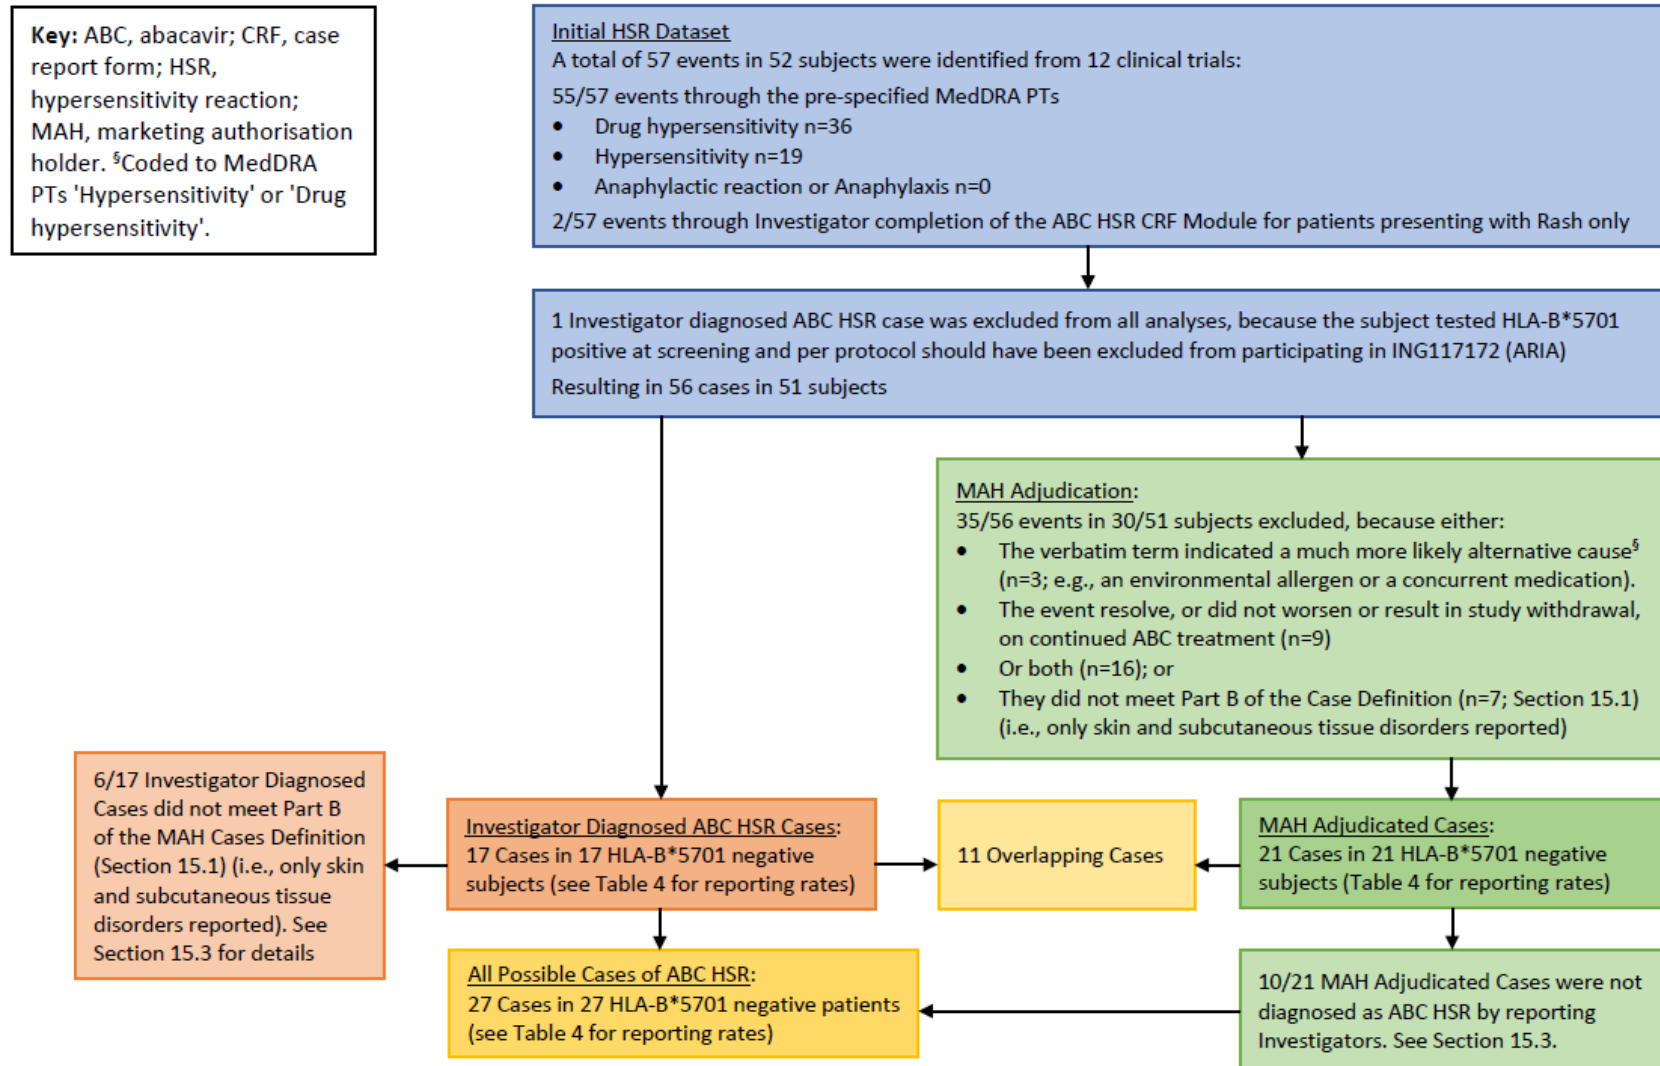 Key: ABC, abacavir; CRF, case
report form; HSR,
hypersensitivity reaction;
MAH, marketing authorisation
holder. §Coded to MedDRA
PTs 'Hypersensitivity' or 'Drug
hypersensitivity'.
Initial HSR Dataset
A total of 57 events in 52 subjects were identified from 12 clinical trials:
55/57 events through the pre-specified MedDRA PTs
• Drug hypersensitivity n=36
• Hypersensitivity n=19
• Anaphylactic reaction or Anaphylaxis n=0
2/57 events through Investigator completion of the ABC HSR CRF Module for patients presenting with Rash only
1 Investigator diagnosed ABC HSR case was excluded from all analyses, because the subject tested HLA-B*5701
positive at screening and per protocol should have been excluded from participating in ING117172 (ARIA)
Resulting in 56 cases in 51 subjects
MAH Adjudication:
35/56 events in 30/51 subjects excluded, because either:
• The verbatim term indicated a much more likely alternative cause§
(n=3; e.g., an environmental allergen or a concurrent medication).
• The event resolve, or did not worsen or result in study withdrawal,
on continued ABC treatment (n=9)
• Or both (n=16); or
• They did not meet Part B of the Case Definition (n=7; Section 15.1)
(i.e., only skin and subcutaneous tissue disorders reported)
6/17 Investigator Diagnosed
Cases did not meet Part B
of the MAH Cases Definition
(Section 15.1) (i.e., only skin
and subcutaneous tissue
disorders reported). See
Section 15.3 for details
Investigator Diagnosed ABC HSR Cases:
17 Cases in 17 HLA-B*5701 negative
subjects (see Table 4 for reporting rates)
11 Overlapping Cases
MAH Adjudicated Cases:
21 Cases in 21 HLA-B*5701 negative
subjects (Table 4 for reporting rates)
All Possible Cases of ABC HSR:
27 Cases in 27 HLA-B*5701 negative patients
(see Table 4 for reporting rates)
10/21 MAH Adjudicated Cases were not
diagnosed as ABC HSR by reporting
Investigators. See Section 15.3.